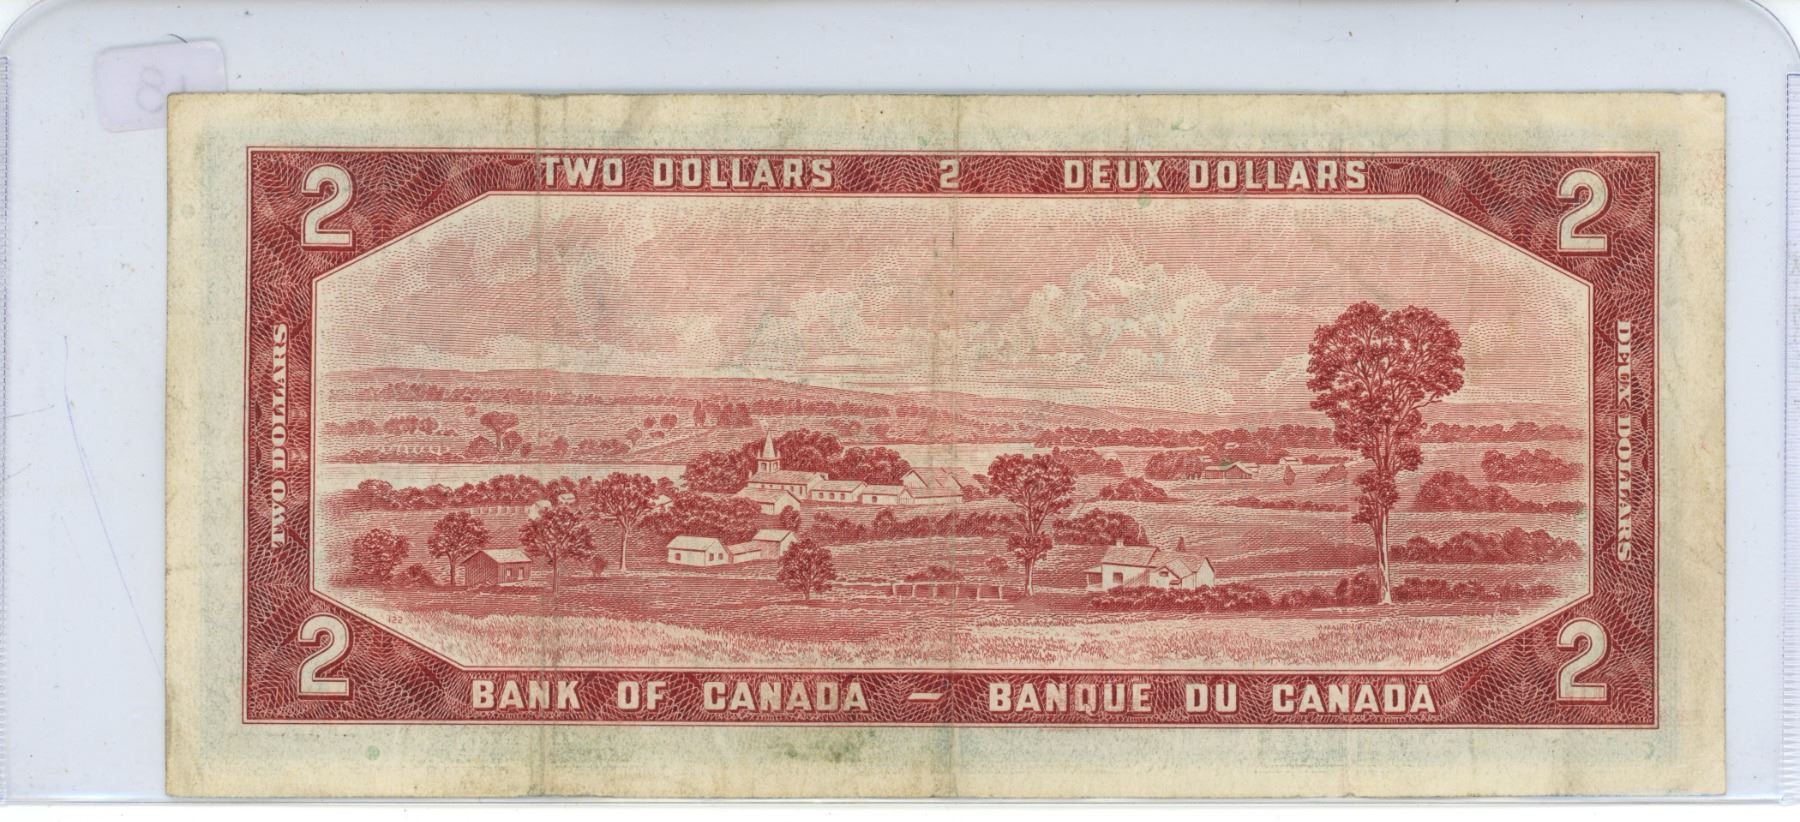 TWO DOLLARS 2 DEUX DOLLARS
2 2
TWO DOLLARS
DEUX DOLLARS
122
2 2
BANK OF CANADA — BANQUE DU CANADA